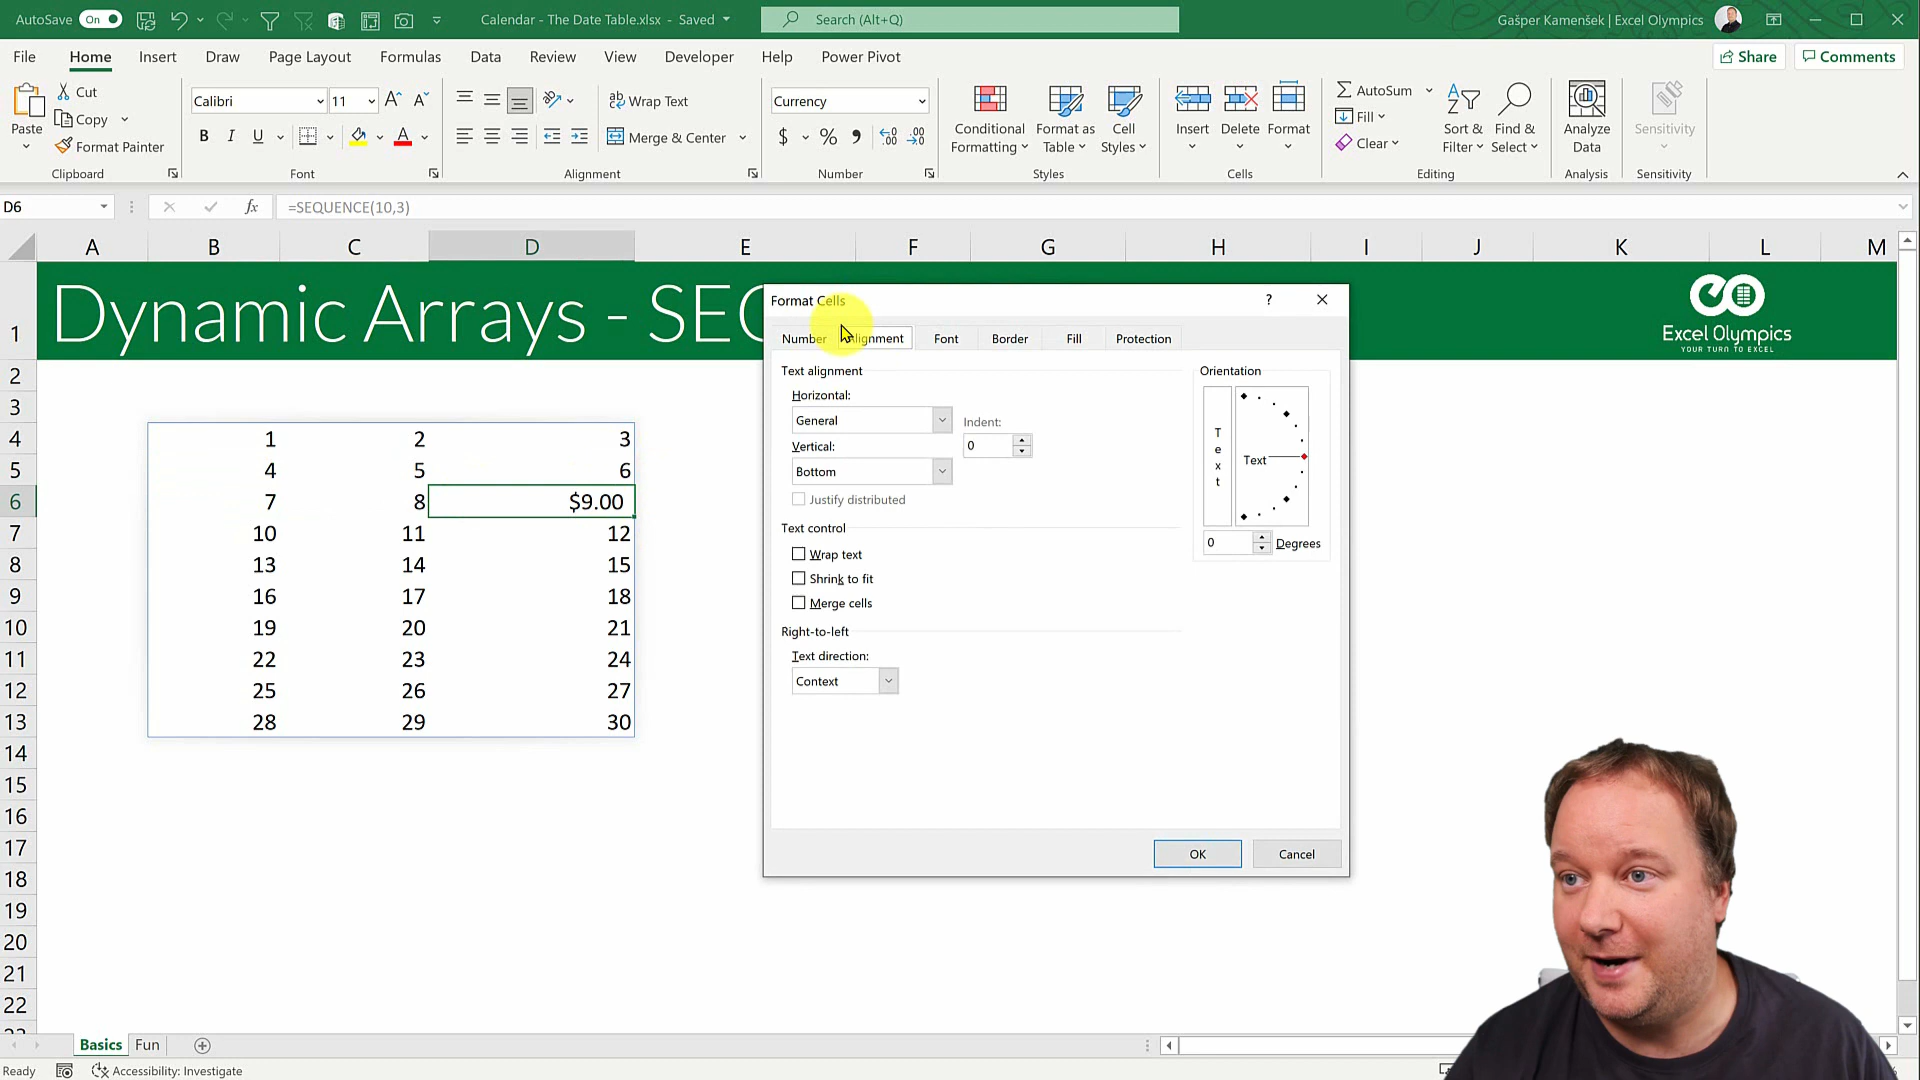 AutoSave On Calendar - The Date Table.xlsx - Saved Search (Alt+Q) Gašper Kamenšek | Excel Olympics
File Home Insert Draw Page Layout Formulas Data Review View Developer Help Power Pivot Share Comments
Paste Cut Copy Format Painter
Clipboard
Calibri 11
B I U
Font
Wrap Text
Merge & Center
Alignment
Currency
$ % ,
Number
Conditional Formatting Format as Table Cell Styles
Styles
Insert Delete Format
Cells
AutoSum Fill Clear Sort & Filter Find & Select
Editing
Analyze Data
Analysis
Sensitivity
Sensitivity
D6 fx =SEQUENCE(10,3)
A B C D E F G H I J K L M
1 Dynamic Arrays - SE
Excel Olympics
YOUR TURN TO EXCEL
2
3
4 1 2 3
5 4 5 6
6 7 8 $9.00
7 10 11 12
8 13 14 15
9 16 17 18
10 19 20 21
11 22 23 24
12 25 26 27
13 28 29 30
14
15
16
17
18
19
20
21
22
Format Cells ?
Number Alignment Font Border Fill Protection
Text alignment
Horizontal:
General
Indent:
0
Vertical:
Bottom
Justify distributed
Text control
Wrap text
Shrink to fit
Merge cells
Right-to-left
Text direction:
Context
Orientation
Text
Text
0 Degrees
OK Cancel
Basics Fun
Ready Accessibility: Investigate